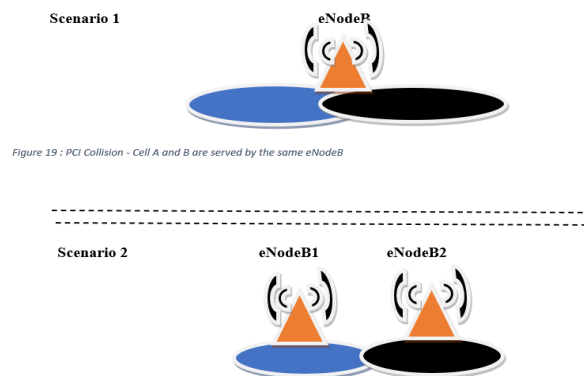 Scenario 1
eNodeB
Figure 19 : PCI Collision - Cell A and B are served by the same eNodeB
Scenario 2
eNodeB1
eNodeB2